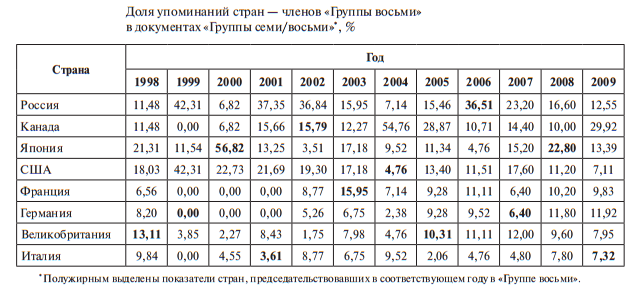 Доля упоминаний стран — членов «Группы восьми»
в документах «Группы семи/восьми»*, %
Страна Год
1998 1999 2000 2001 2002 2003 2004 2005 2006 2007 2008 2009
Россия 11,48 42,31 6,82 37,35 36,84 15,95 7,14 15,46 36,51 23,20 16,60 12,55
Канада 11,48 0,00 6,82 15,66 15,79 12,27 54,76 28,87 10,71 14,40 10,00 29,92
Япония 21,31 11,54 56,82 13,25 3,51 17,18 9,52 11,34 4,76 15,20 22,80 13,39
США 18,03 42,31 22,73 21,69 19,30 17,18 4,76 13,40 11,51 17,60 11,20 7,11
Франция 6,56 0,00 0,00 0,00 8,77 15,95 7,14 9,28 11,11 6,40 10,20 9,83
Германия 8,20 0,00 0,00 0,00 5,26 6,75 2,38 9,28 9,52 6,40 11,80 11,92
Великобритания 13,11 3,85 2,27 8,43 1,75 7,98 4,76 10,31 11,11 12,00 9,60 7,95
Италия 9,84 0,00 4,55 3,61 8,77 6,75 9,52 2,06 4,76 4,80 7,80 7,32
*Полужирным выделены показатели стран, председательствовавших в соответствующем году в «Группе восьми».